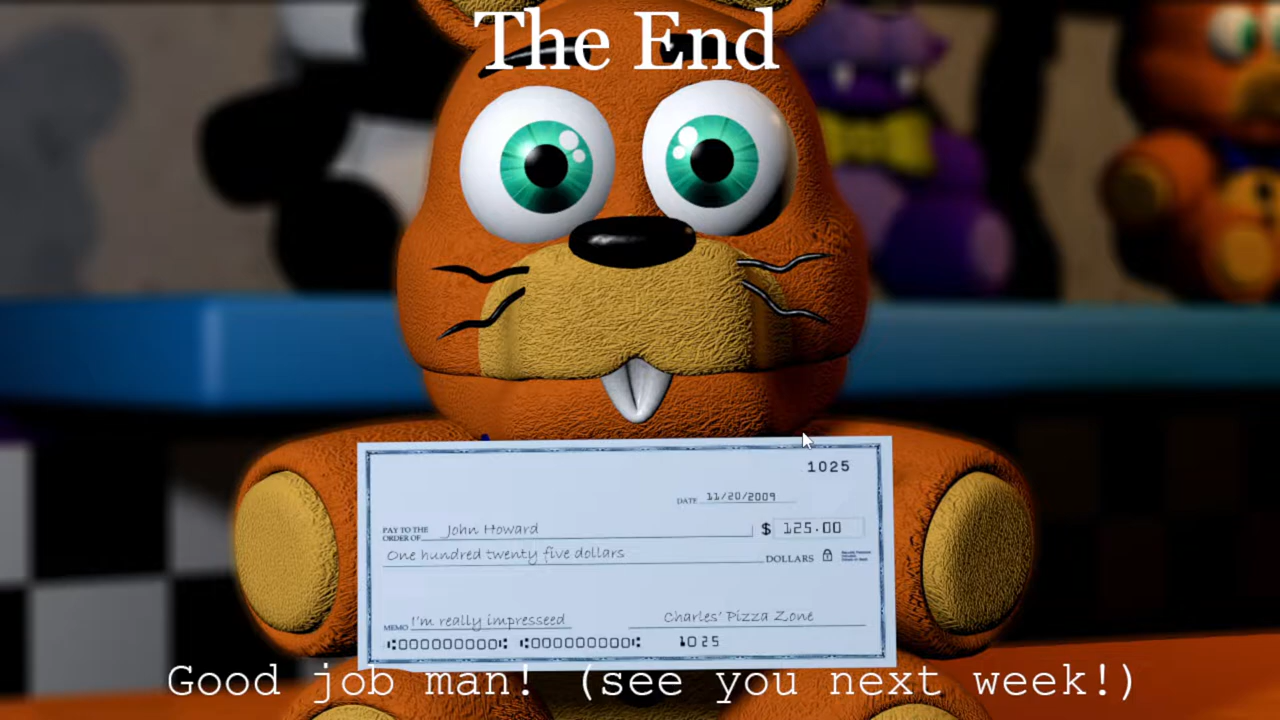 The End
1025
DATE 11/20/2009
PAY TO THE
ORDER OF John Howard $ 125.00
One hundred twenty five dollars DOLLARS
MEMO I'm really impresseed Charles' Pizza Zone
⑆000000000⑆ ⑆0000000000⑆ 1025
Good job man! (see you next week!)